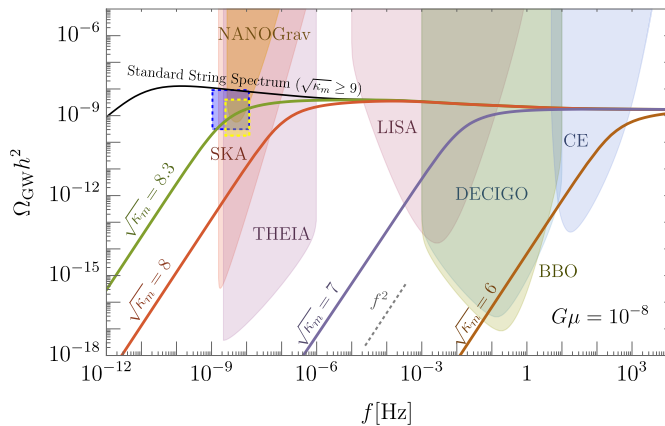 NANOGrav
Standard String Spectrum (√κₘ ≥ 9)
SKA
THEIA
LISA
DECIGO
CE
BBO
√κₘ = 8.3
√κₘ = 8
√κₘ = 7
√κₘ = 6
f²
Gμ = 10⁻⁸
Ω_GW h²
10⁻⁶
10⁻⁹
10⁻¹²
10⁻¹⁵
10⁻¹⁸
10⁻¹² 10⁻⁹ 10⁻⁶ 10⁻³ 1 10³
f[Hz]